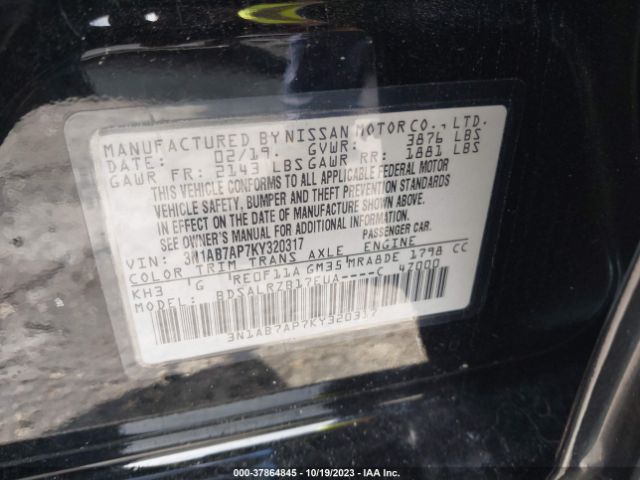 MANUFACTURED BY NISSAN MOTOR CO., LTD.
DATE: 02/19. GVWR: 3876 LBS
GAWR FR: 2143 LBS GAWR RR: 1881 LBS
THIS VEHICLE CONFORMS TO ALL APPLICABLE FEDERAL MOTOR
VEHICLE SAFETY, BUMPER AND THEFT PREVENTION STANDARDS
IN EFFECT ON THE DATE OF MANUFACTURE SHOWN ABOVE.
SEE OWNER'S MANUAL FOR ADDITIONAL INFORMATION.
VIN: 3N1AB7AP7KY320317 PASSENGER CAR.
COLOR TRIM TRANS AXLE ENGINE
KH3 G RE0F11A GM35 MRA8DE 1798 CC
MODEL: BDSALRZB17EUA----C 42000
3N1AB7AP7KY320317
000-37864845 - 10/19/2023 - IAA Inc.